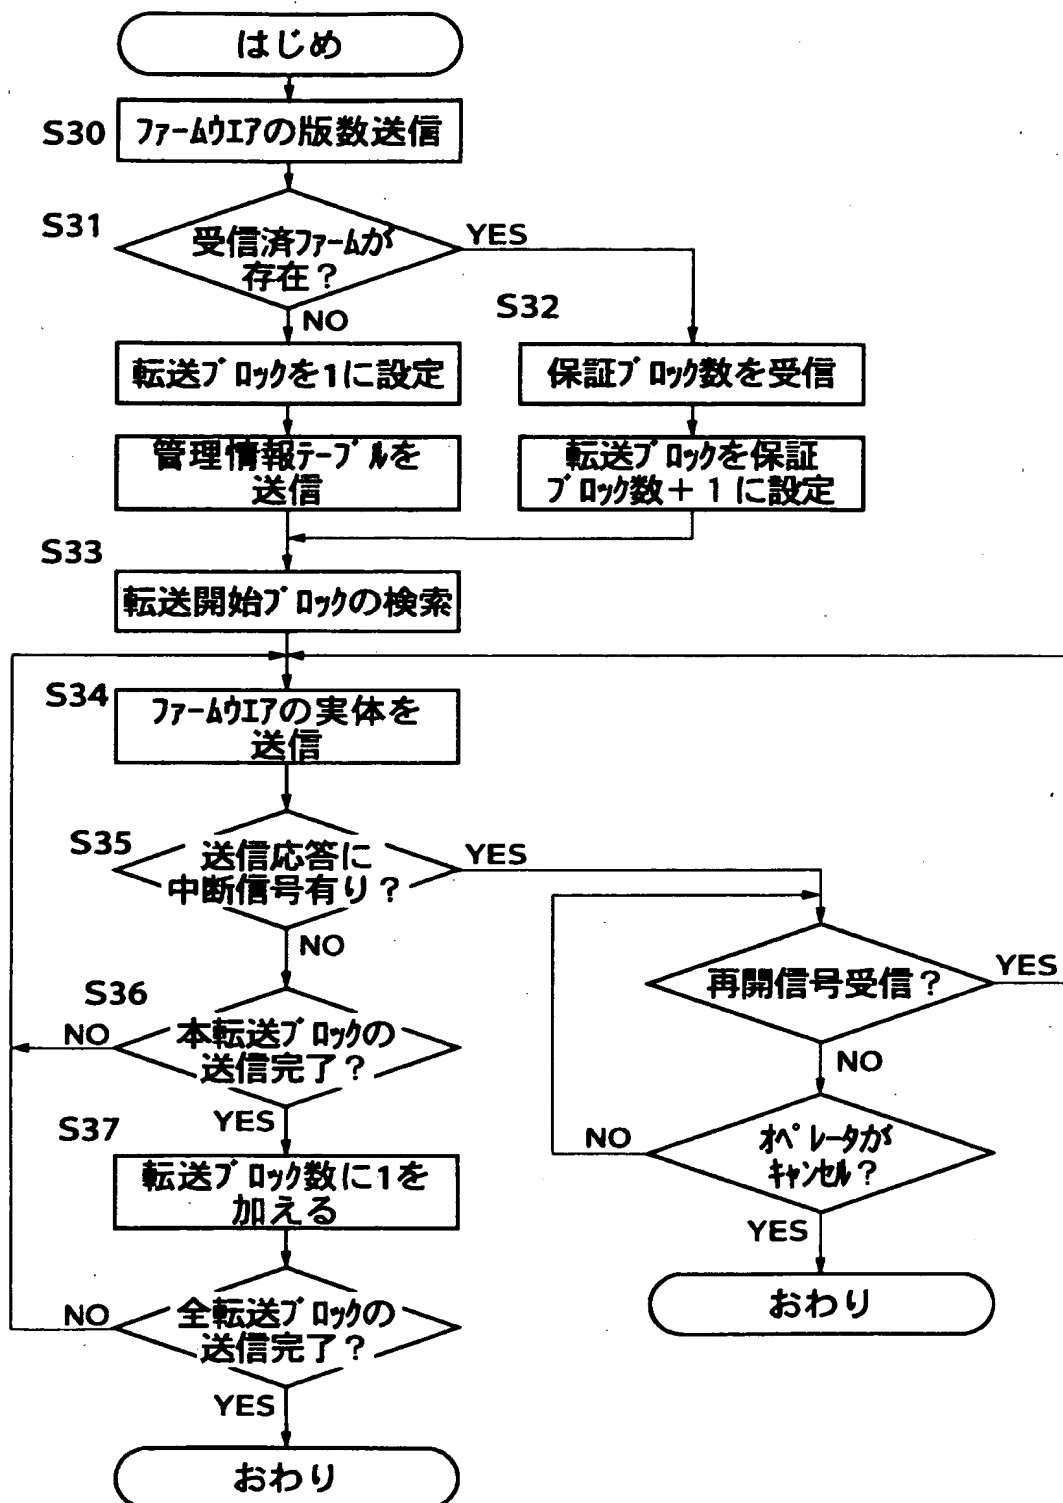 はじめ
S30
ファームウエアの版数送信
S31
受信済ファームが
存在?
YES
NO
S32
転送ブロックを1に設定
保証ブロック数を受信
管理情報テーブルを
送信
転送ブロックを保証
ブロック数+1に設定
S33
転送開始ブロックの検索
S34
ファームウエアの実体を
送信
S35
送信応答に
中断信号有り?
YES
NO
再開信号受信?
YES
NO
S36
本転送ブロックの
送信完了?
NO
YES
オペレータが
キャンセル?
NO
YES
おわり
S37
転送ブロック数に1を
加える
全転送ブロックの
送信完了?
NO
YES
おわり